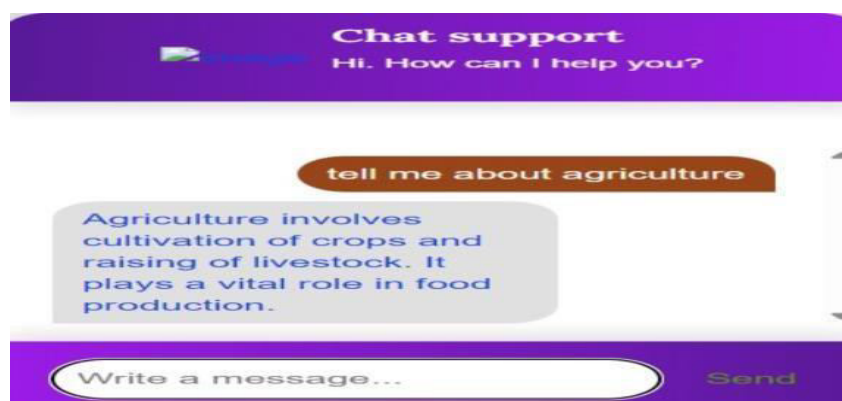 Chat support
Hi. How can I help you?
tell me about agriculture
Agriculture involves
cultivation of crops and
raising of livestock. It
plays a vital role in food
production.
Write a message...
Send